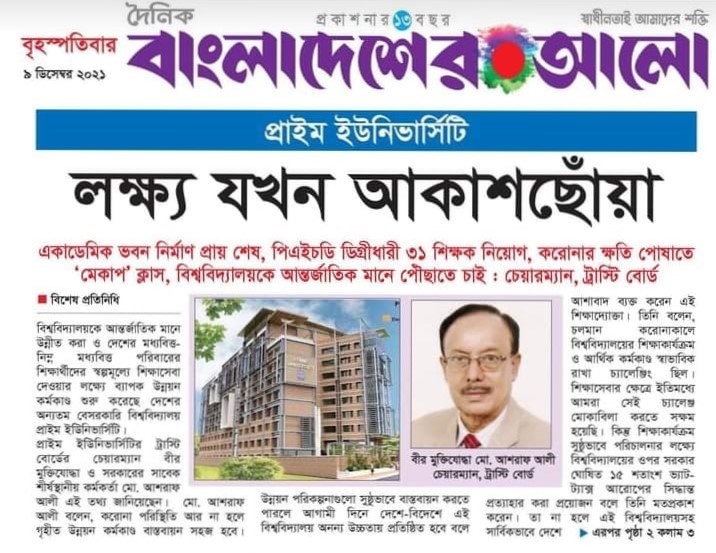 দৈনিক
প্রকাশনার ১৩ বছর
স্বাধীনতাই আমাদের শক্তি
বৃহস্পতিবার
৯ ডিসেম্বর ২০২১
বাংলাদেশের আলো
প্রাইম ইউনিভার্সিটি
লক্ষ্য যখন আকাশছোঁয়া
একাডেমিক ভবন নির্মাণ প্রায় শেষ, পিএইচডি ডিগ্রীধারী ৩১ শিক্ষক নিয়োগ, করোনার ক্ষতি পোষাতে
‘মেকাপ’ ক্লাস, বিশ্ববিদ্যালয়কে আন্তর্জাতিক মানে পৌঁছাতে চাই : চেয়ারম্যান, ট্রাস্টি বোর্ড
■ বিশেষ প্রতিনিধি
বিশ্ববিদ্যালয়কে আন্তর্জাতিক মানে
উন্নীত করা ও দেশের মধ্যবিত্ত-
নিম্ন মধ্যবিত্ত পরিবারের
শিক্ষার্থীদের স্বল্পমূল্যে শিক্ষাসেবা
দেওয়ার লক্ষ্যে ব্যাপক উন্নয়ন
কর্মকাণ্ড শুরু করেছে দেশের
অন্যতম বেসরকারি বিশ্ববিদ্যালয়
প্রাইম ইউনিভার্সিটি।
প্রাইম ইউনিভার্সিটির ট্রাস্টি
বোর্ডের চেয়ারম্যান বীর
মুক্তিযোদ্ধা ও সরকারের সাবেক
শীর্ষস্থানীয় কর্মকর্তা মো. আশরাফ
আলী এই তথ্য জানিয়েছেন। মো. আশরাফ
আলী বলেন, করোনা পরিস্থিতি আর না হলে
গৃহীত উন্নয়ন কর্মকাণ্ড বাস্তবায়ন সহজ হবে।
বীর মুক্তিযোদ্ধা মো. আশরাফ আলী
চেয়ারম্যান, ট্রাস্টি বোর্ড
উন্নয়ন পরিকল্পনাগুলো সুষ্ঠুভাবে বাস্তবায়ন করতে
পারলে আগামী দিনে দেশে-বিদেশে এই
বিশ্ববিদ্যালয় অনন্য উচ্চতায় প্রতিষ্ঠিত হবে বলে
আশাবাদ ব্যক্ত করেন এই
শিক্ষাদ্যোক্তা। তিনি বলেন,
চলমান করোনাকালে
বিশ্ববিদ্যালয়ের শিক্ষাকার্যক্রম
ও আর্থিক কর্মকাণ্ড স্বাভাবিক
রাখা চ্যালেঞ্জিং ছিল।
শিক্ষাসেবার ক্ষেত্রে ইতিমধ্যে
আমরা সেই চ্যালেঞ্জ
মোকাবিলা করতে সক্ষম
হয়েছি। কিন্তু শিক্ষাকার্যক্রম
সুষ্ঠুভাবে পরিচালনার লক্ষ্যে
বিশ্ববিদ্যালয়ের ওপর সরকার
ঘোষিত ১৫ শতাংশ ভ্যাট-
ট্যাক্স আরোপের সিদ্ধান্ত
প্রত্যাহার করা প্রয়োজন বলে তিনি মতপ্রকাশ
করেন। তা না হলে এই বিশ্ববিদ্যালয়সহ
সার্বিকভাবে দেশে ▶ এরপর পৃষ্ঠা ২ কলাম ৩